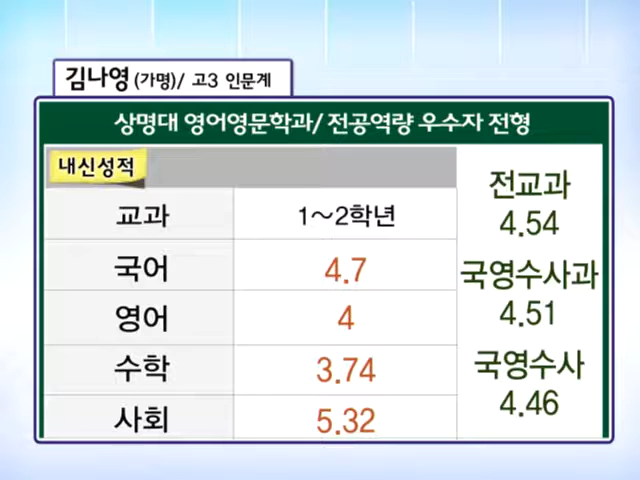 김나영(가명)/ 고3 인문계
상명대 영어영문학과/ 전공역량 우수자 전형
내신성적
교과 1~2학년
국어 4.7
영어 4
수학 3.74
사회 5.32
전교과
4.54
국영수사과
4.51
국영수사
4.46